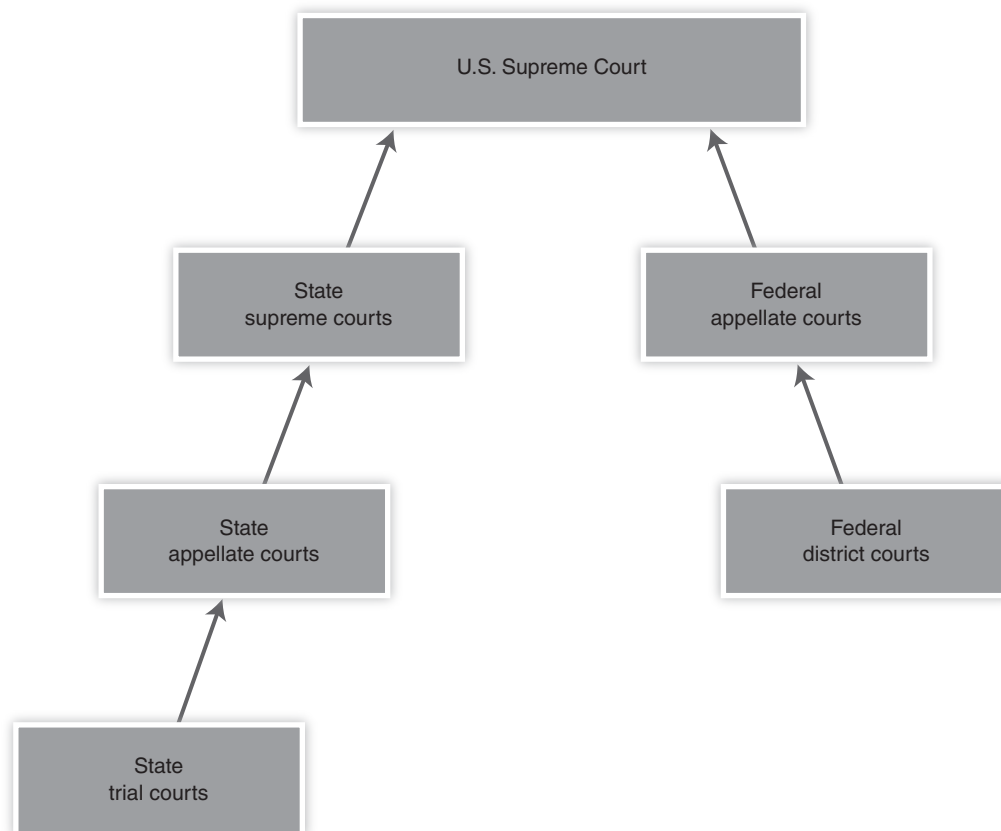 U.S. Supreme Court
State
supreme courts
Federal
appellate courts
State
appellate courts
Federal
district courts
State
trial courts